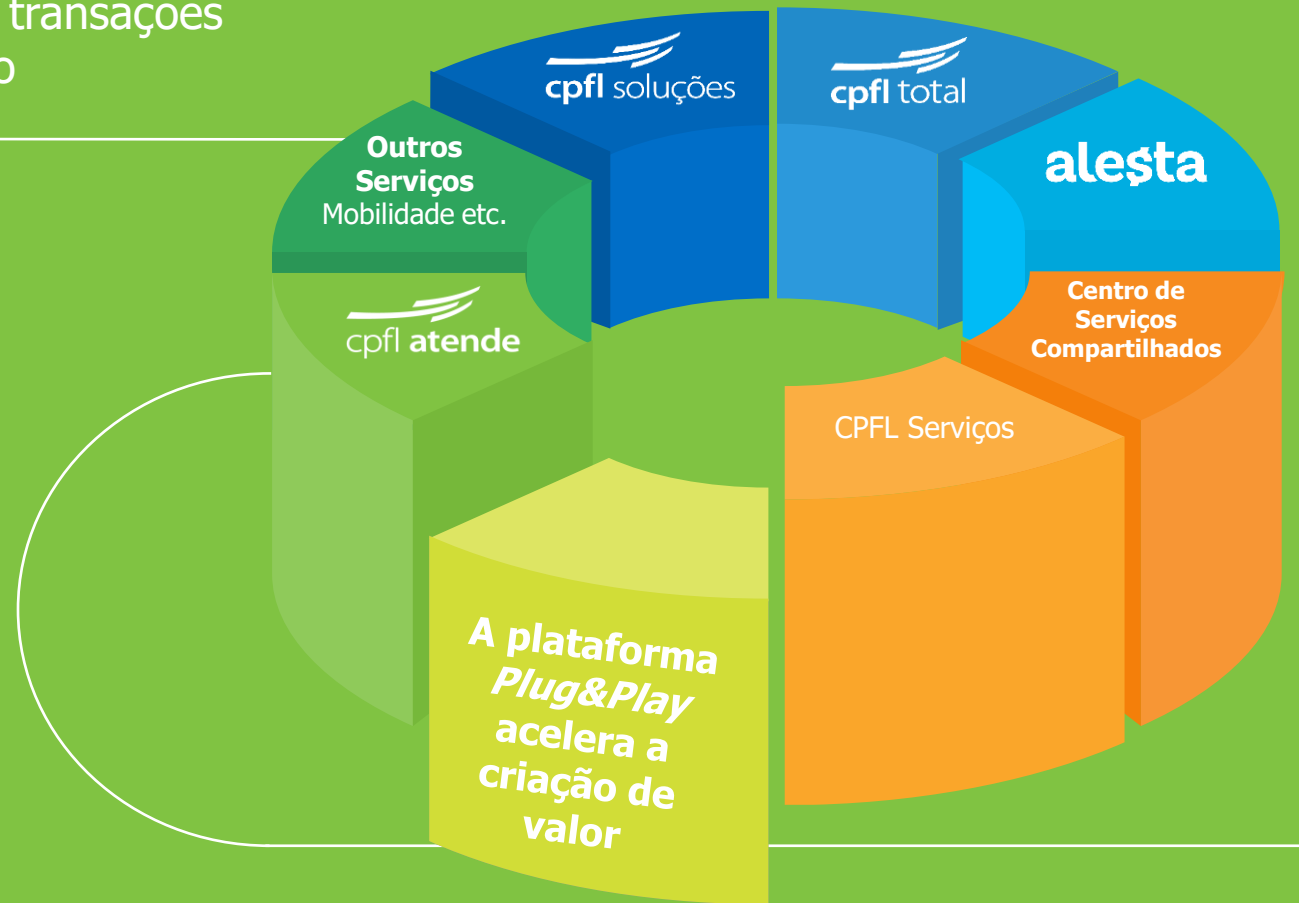 transações
o
cpfl soluções
cpfl total
Outros
Serviços
Mobilidade etc.
alesta
cpfl atende
Centro de
Serviços
Compartilhados
CPFL Serviços
A plataforma
Plug&Play
acelera a
criação de
valor